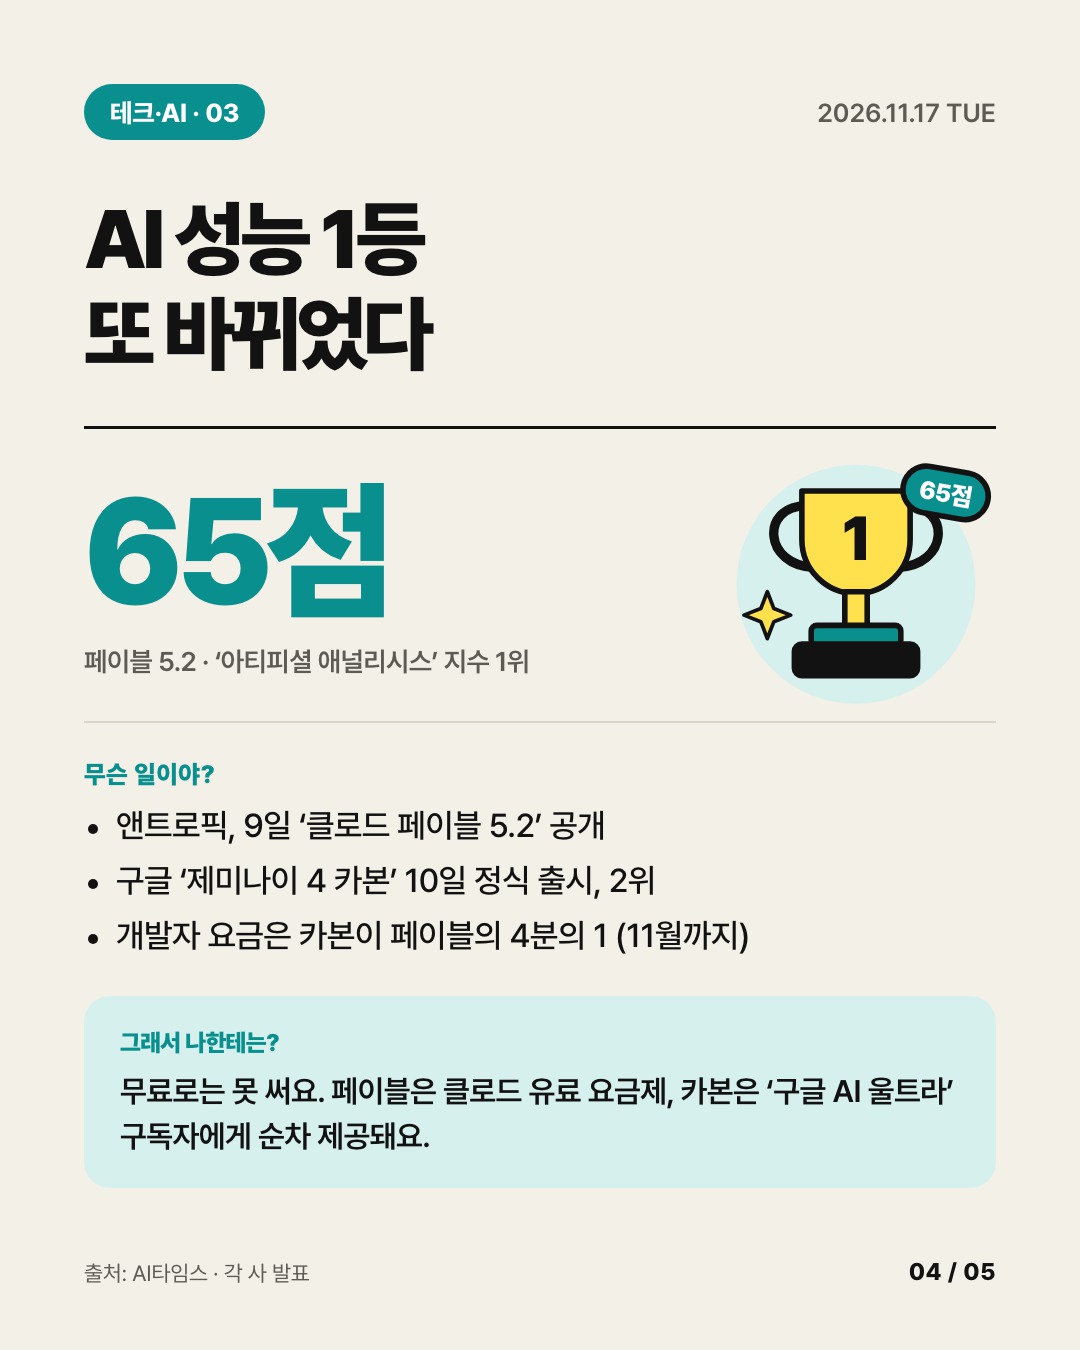 테크·AI · 03
2026.11.17 TUE
AI 성능 1등
또 바뀌었다
65점
65점
1
페이블 5.2 · ‘아티피셜 애널리시스’ 지수 1위
무슨 일이야?
• 앤트로픽, 9일 ‘클로드 페이블 5.2’ 공개
• 구글 ‘제미나이 4 카본’ 10일 정식 출시, 2위
• 개발자 요금은 카본이 페이블의 4분의 1 (11월까지)
그래서 나한테는?
무료로는 못 써요. 페이블은 클로드 유료 요금제, 카본은 ‘구글 AI 울트라’
구독자에게 순차 제공돼요.
출처: AI타임스 · 각 사 발표
04 / 05